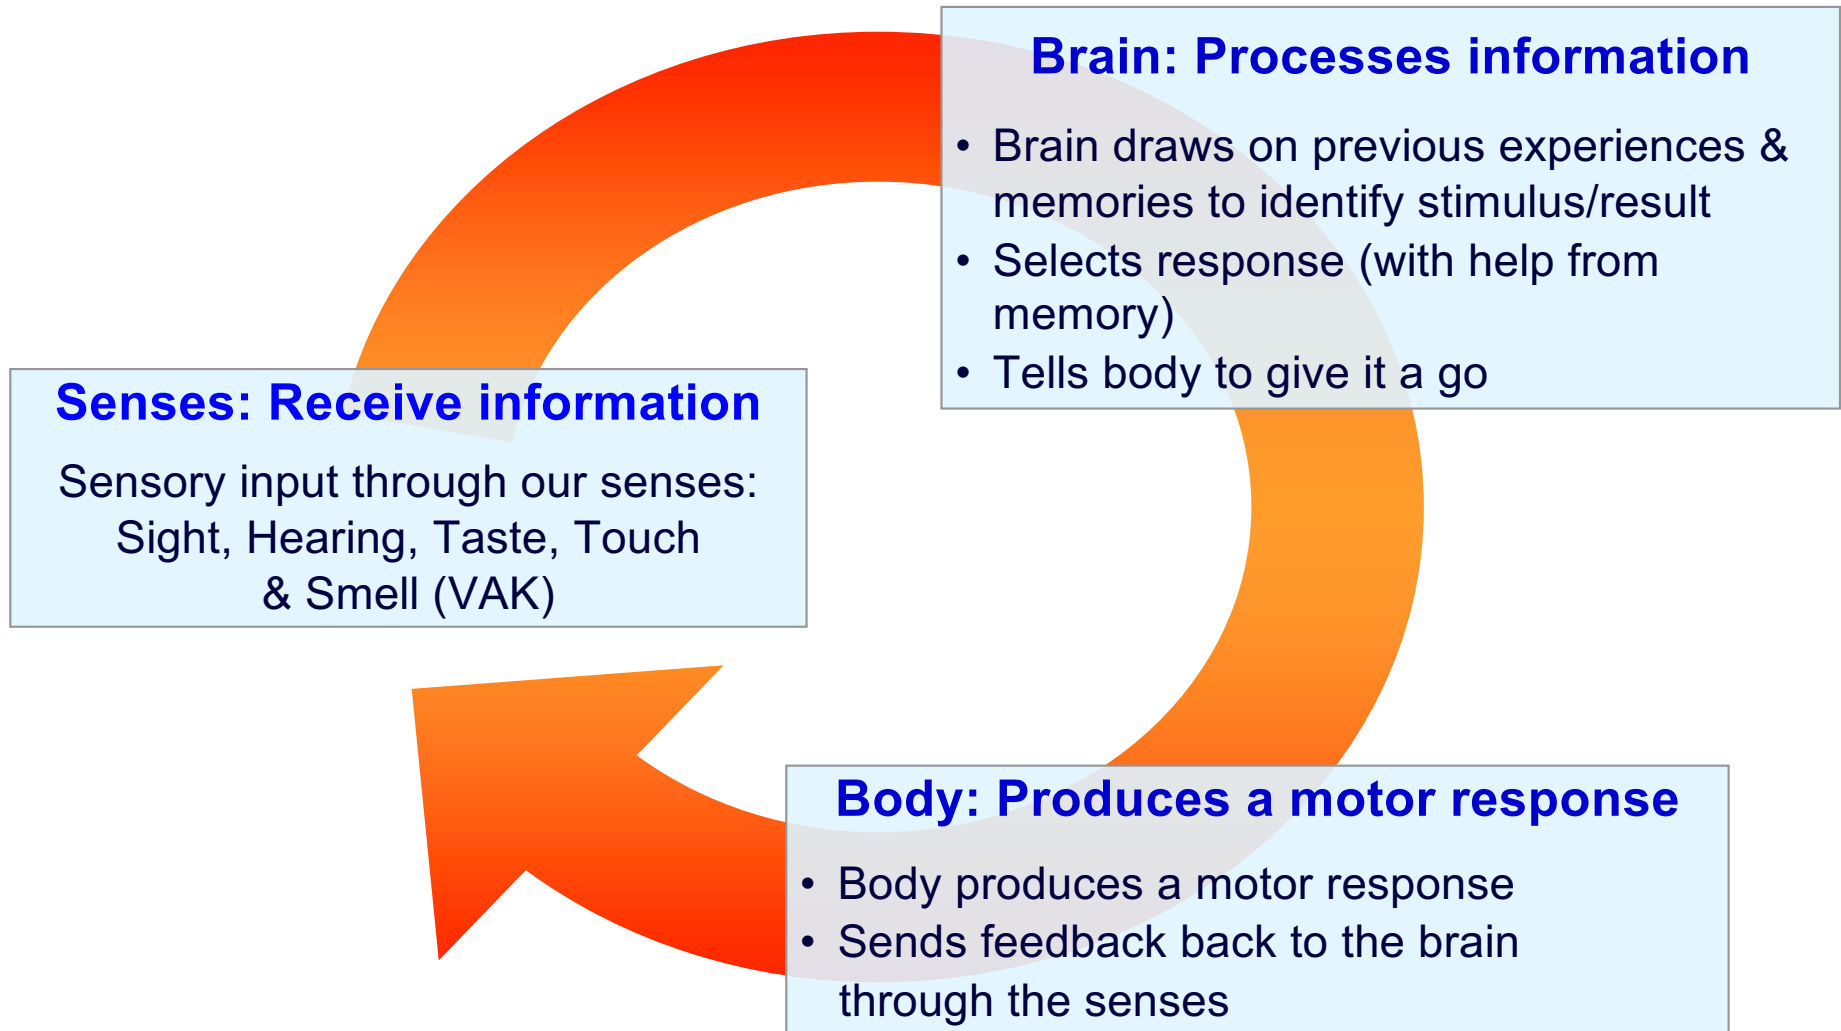 Brain: Processes information
• Brain draws on previous experiences &
memories to identify stimulus/result
• Selects response (with help from
memory)
• Tells body to give it a go
Senses: Receive information
Sensory input through our senses:
Sight, Hearing, Taste, Touch
& Smell (VAK)
Body: Produces a motor response
• Body produces a motor response
• Sends feedback back to the brain
through the senses